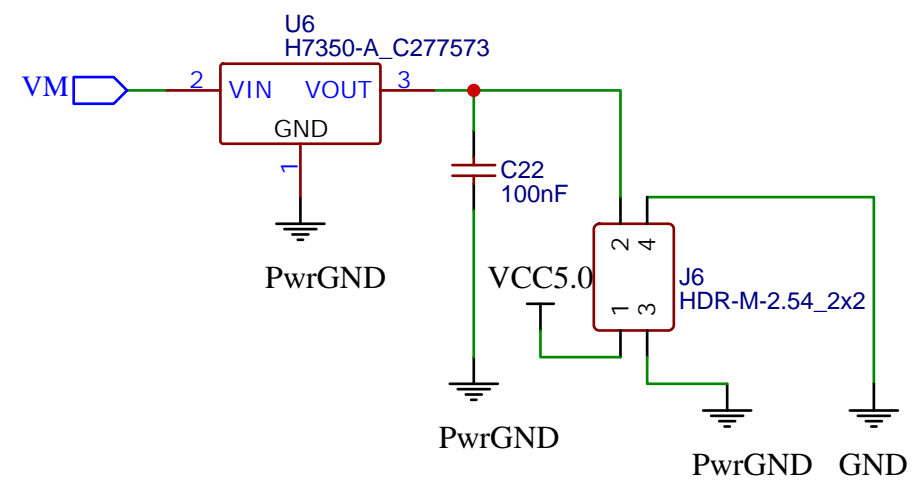 U6
H7350-A_C277573
VM
2
VIN
VOUT
3
GND
1
PwrGND
C22
100nF
PwrGND
VCC5.0
2
4
1
3
J6
HDR-M-2.54_2x2
PwrGND
GND